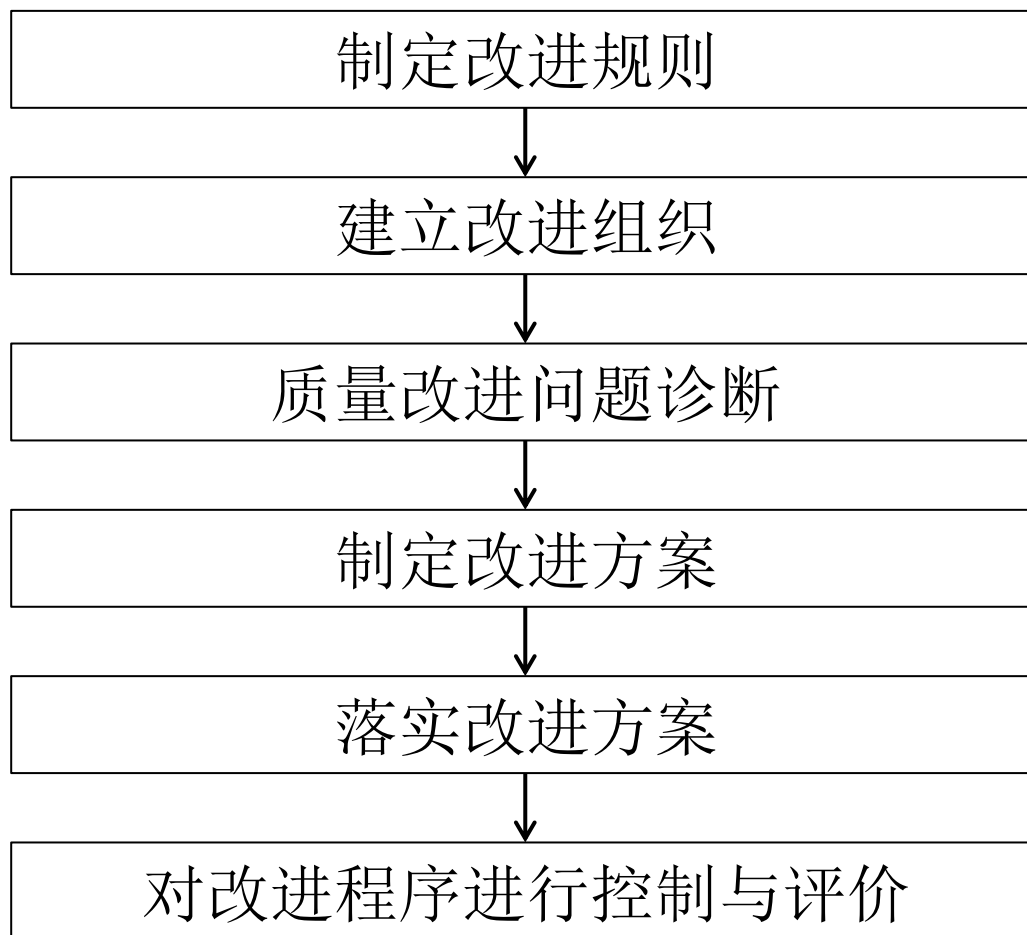 制定改进规则
建立改进组织
质量改进问题诊断
制定改进方案
落实改进方案
对改进程序进行控制与评价